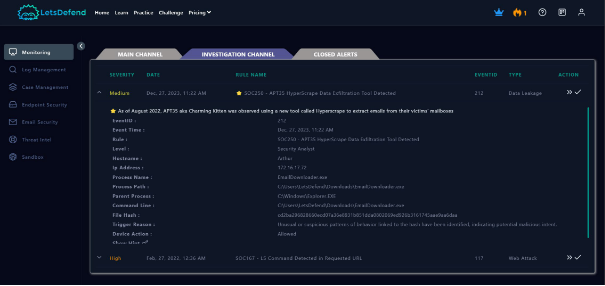 LetsDefend Home Learn Practice Challenge Pricing 1
Monitoring
Log Management
Case Management
Endpoint Security
Email Security
Threat Intel
Sandbox
MAIN CHANNEL INVESTIGATION CHANNEL CLOSED ALERTS
SEVERITY DATE RULE NAME EVENTID TYPE ACTION
Medium Dec, 27, 2023, 11:22 AM SOC250 - APT35 HyperScrape Data Exfiltration Tool Detected 212 Data Leakage
As of August 2022, APT35 aka Charming Kitten was observed using a new tool called Hyperscrape to extract emails from their victims' mailboxes
EventID : 212
Event Time : Dec, 27, 2023, 11:22 AM
Rule : SOC250 - APT35 HyperScrape Data Exfiltration Tool Detected
Level : Security Analyst
Hostname : Arthur
Ip Address : 172.16.17.72
Process Name : EmailDownloader.exe
Process Path : C:\Users\LetsDefend\Downloads\EmailDownloader.exe
Parent Process : C:\Windows\Explorer.EXE
Command Line : C:\Users\LetsDefend\Downloads\EmailDownloader.exe
File Hash :
Trigger Reason : Unusual or suspicious patterns of behavior linked to the hash have been identified, indicating potential malicious intent.
Device Action : Allowed
Show Hint
High Feb, 27, 2022, 12:36 AM SOC167 - LS Command Detected in Requested URL 117 Web Attack